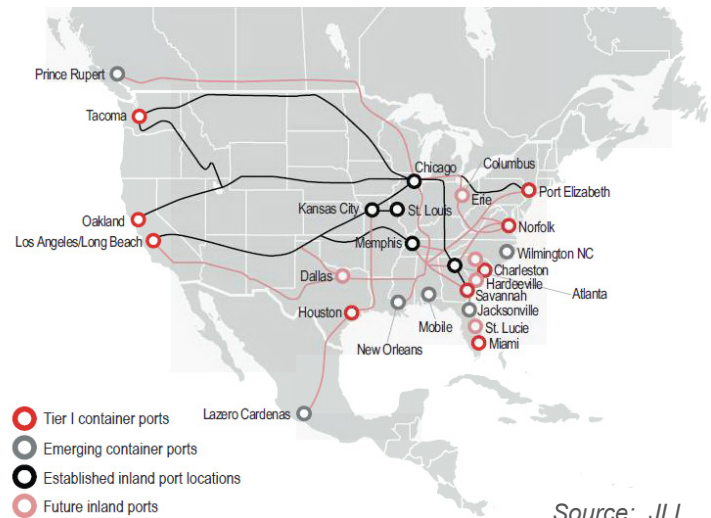 Prince Rupert
Tacoma
Chicago
Columbus
Erie
Port Elizabeth
Oakland
Kansas City
St. Louis
Norfolk
Los Angeles/Long Beach
Memphis
Wilmington NC
Dallas
Charleston
Hardeeville
Atlanta
Savannah
Houston
Jacksonville
Mobile
St. Lucie
New Orleans
Miami
Lazero Cardenas
Tier I container ports
Emerging container ports
Established inland port locations
Future inland ports
Source: JLL